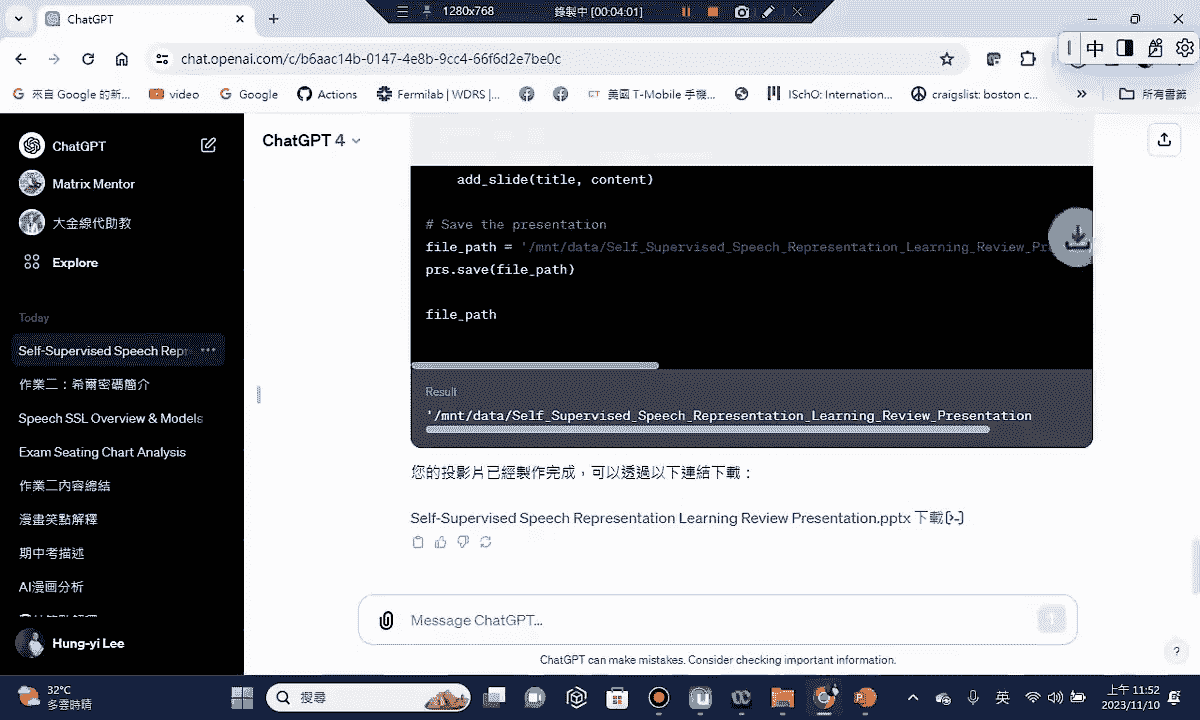 1280x768
錄製中 [00:04:01]
ChatGPT
中
chat.openai.com/c/b6aac14b-0147-4e8b-9cc4-66f6d2e7be0c
來自 Google 的新...
video
Google
Actions
Fermilab | WDRS |...
美國 T-Mobile 手機...
ISchO: Internation...
craigslist: boston c...
所有書籤
ChatGPT
Matrix Mentor
大金線代助教
Explore
Today
Self-Supervised Speech Repr
作業二：希爾密碼簡介
Speech SSL Overview & Models
Exam Seating Chart Analysis
作業二內容總結
漫畫笑點解釋
期中考描述
AI漫画分析
Hung-yi Lee
ChatGPT 4
add_slide(title, content)
# Save the presentation
file_path = '/mnt/data/Self_Supervised_Speech_Representation_Learning_Review_Pr
prs.save(file_path)
file_path
Result
'/mnt/data/Self_Supervised_Speech_Representation_Learning_Review_Presentation
您的投影片已經製作完成，可以透過以下連結下載：
Self-Supervised Speech Representation Learning Review Presentation.pptx 下載[>-]
Message ChatGPT...
ChatGPT can make mistakes. Consider checking important information.
?
32°C
多雲時晴
搜尋
英
上午 11:52
2023/11/10